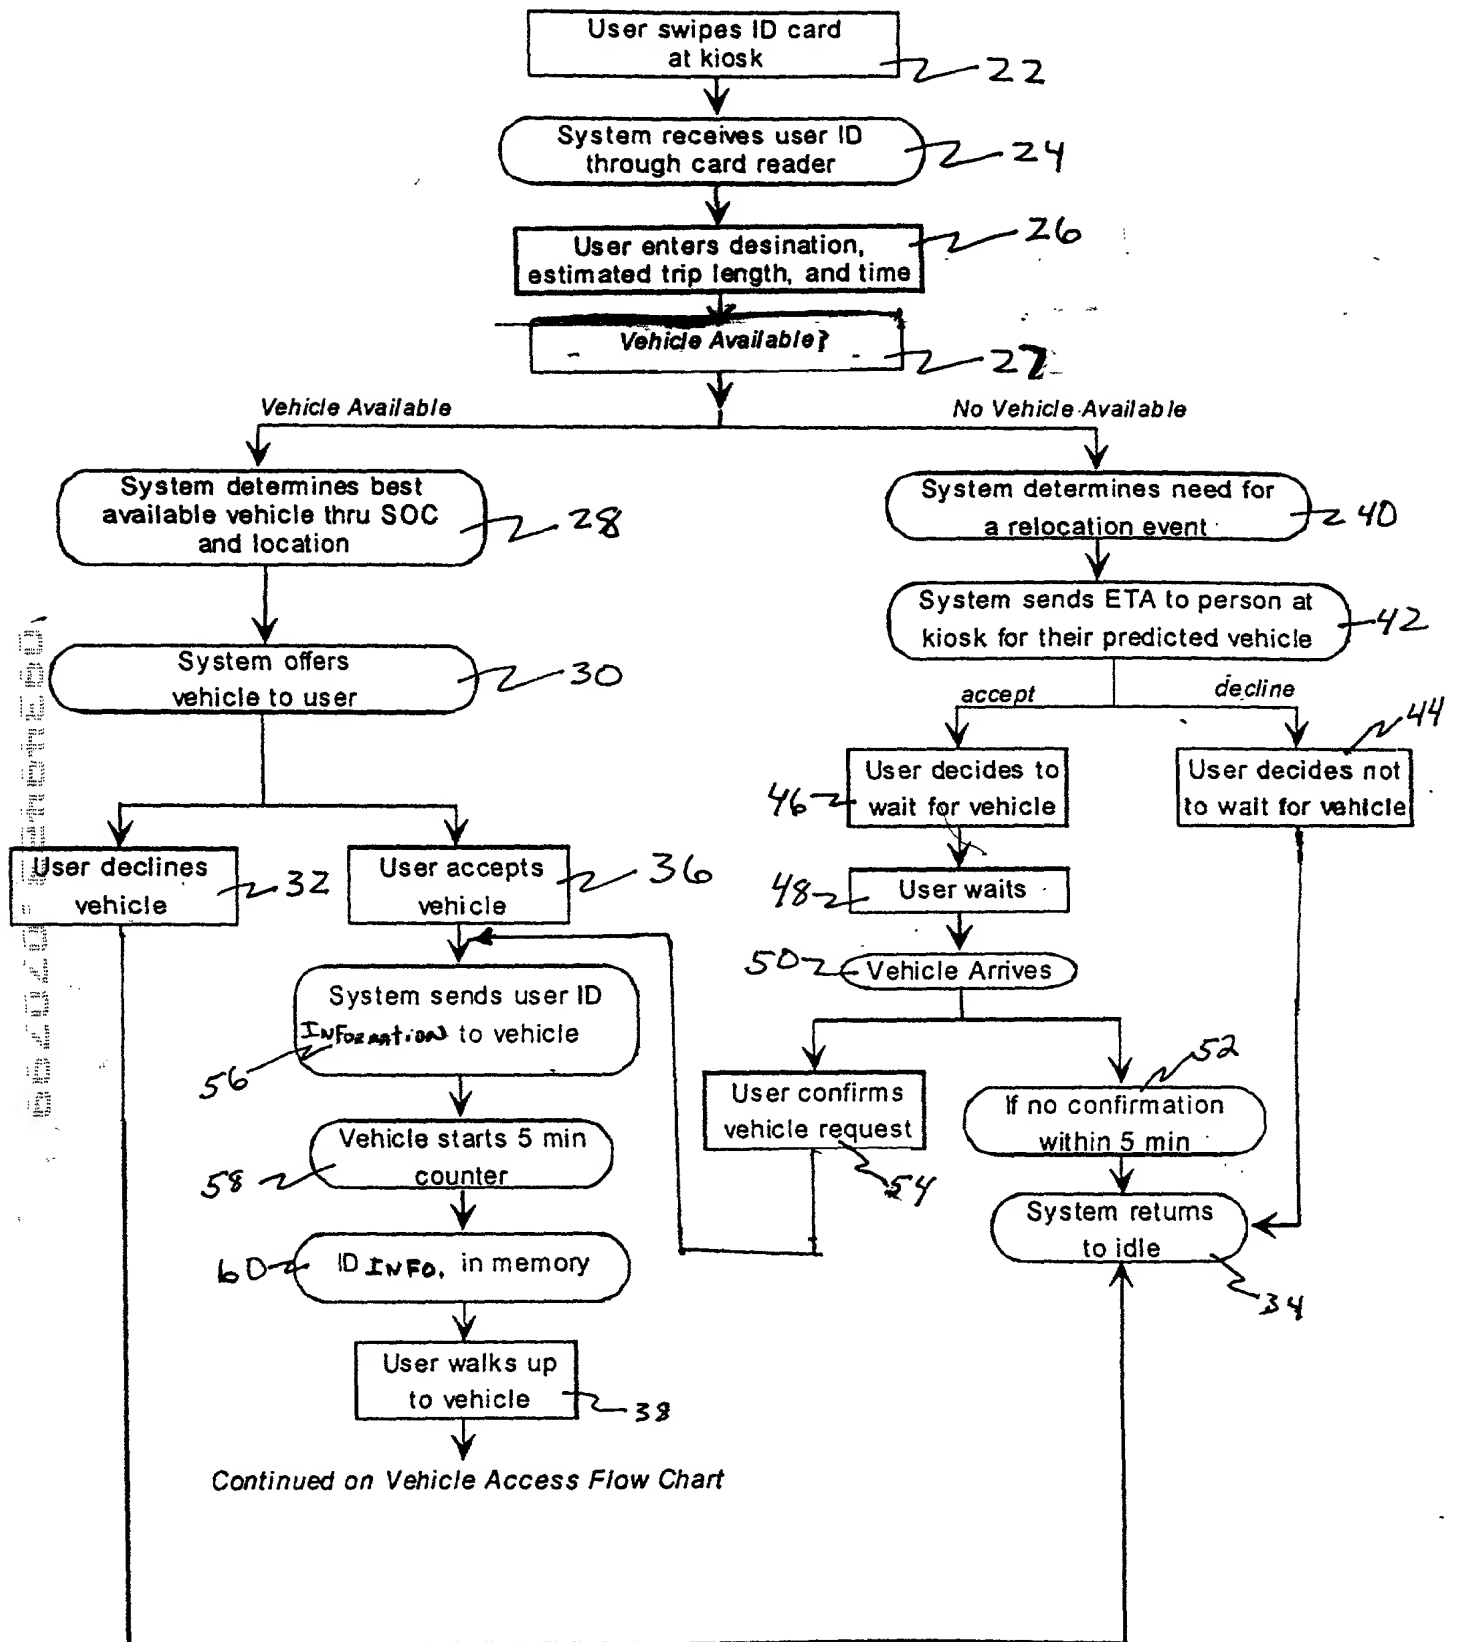 User swipes ID card
at kiosk
22
System receives user ID
through card reader
24
User enters desination,
estimated trip length, and time
26
Vehicle Available?
27
Vehicle Available
No Vehicle Available
System determines best
available vehicle thru SOC
and location
28
System determines need for
a relocation event
40
System sends ETA to person at
kiosk for their predicted vehicle
42
System offers
vehicle to user
30
accept
decline
44
User decides to
wait for vehicle
46
User decides not
to wait for vehicle
User declines
vehicle
32
User accepts
vehicle
36
48
User waits
50
Vehicle Arrives
System sends user ID
INFORMATION to vehicle
56
52
User confirms
vehicle request
54
If no confirmation
within 5 min
Vehicle starts 5 min
counter
58
System returns
to idle
34
60
ID INFO. in memory
User walks up
to vehicle
38
Continued on Vehicle Access Flow Chart